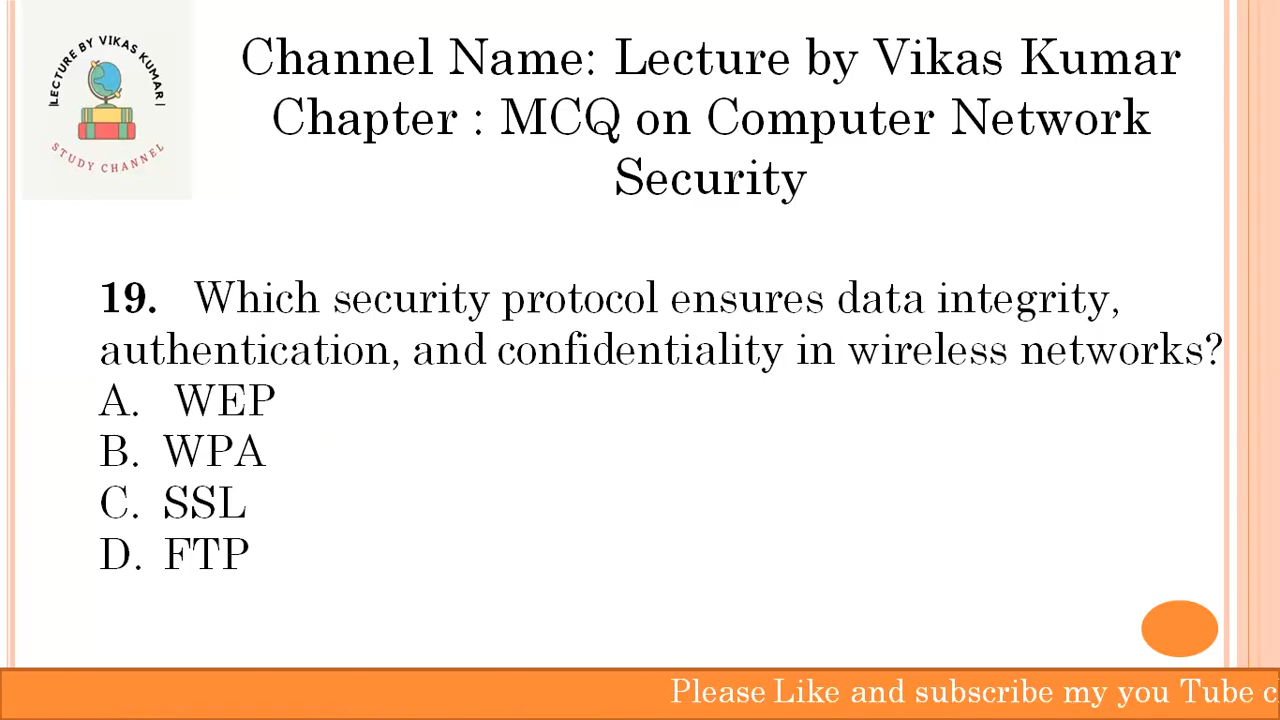 LECTURE BY VIKAS KUMAR
STUDY CHANNEL
Channel Name: Lecture by Vikas Kumar
Chapter : MCQ on Computer Network
Security
19. Which security protocol ensures data integrity,
authentication, and confidentiality in wireless networks?
A. WEP
B. WPA
C. SSL
D. FTP
Please Like and subscribe my you Tube c